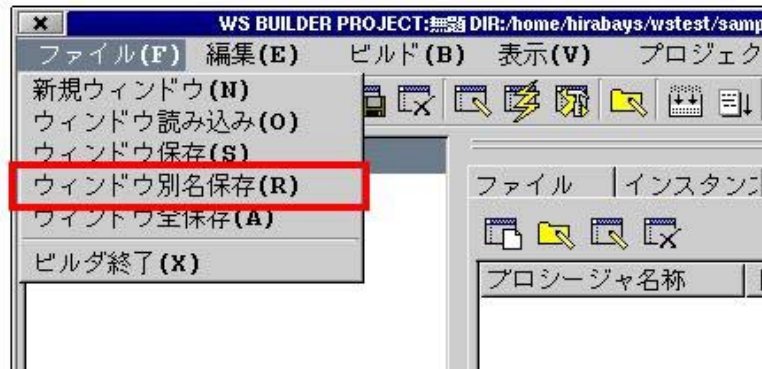 WS BUILDER PROJECT:無題 DIR:/home/hirabays/wstest/samp
ファイル(F) 編集(E) ビルド(B) 表示(V) プロジェク
新規ウィンドウ(N)
ウィンドウ読み込み(O)
ウィンドウ保存(S)
ウィンドウ別名保存(R)
ウィンドウ全保存(A)
ビルダ終了(X)
ファイル インスタンス
プロシージャ名称